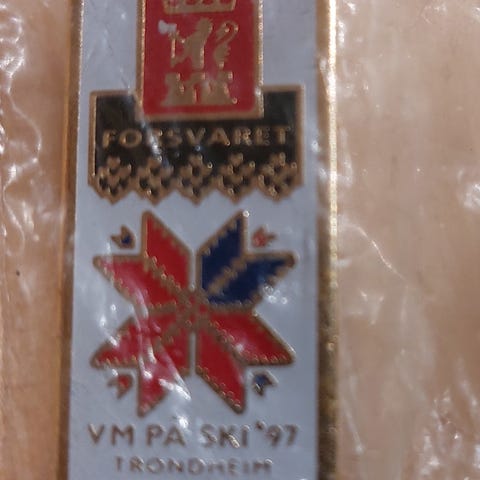 FORSVARET
VM PÅ SKI '97
TRONDHEIM